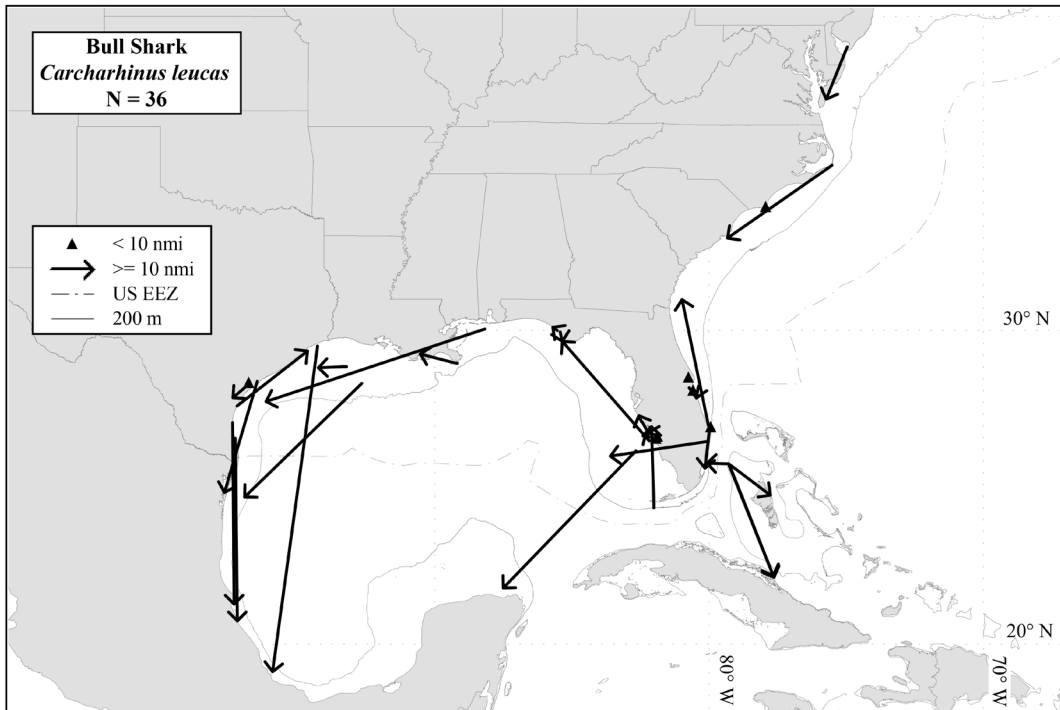 Bull Shark
Carcharhinus leucas
N = 36
< 10 nmi
>= 10 nmi
US EEZ
200 m
30° N
20° N
80° W
70° W